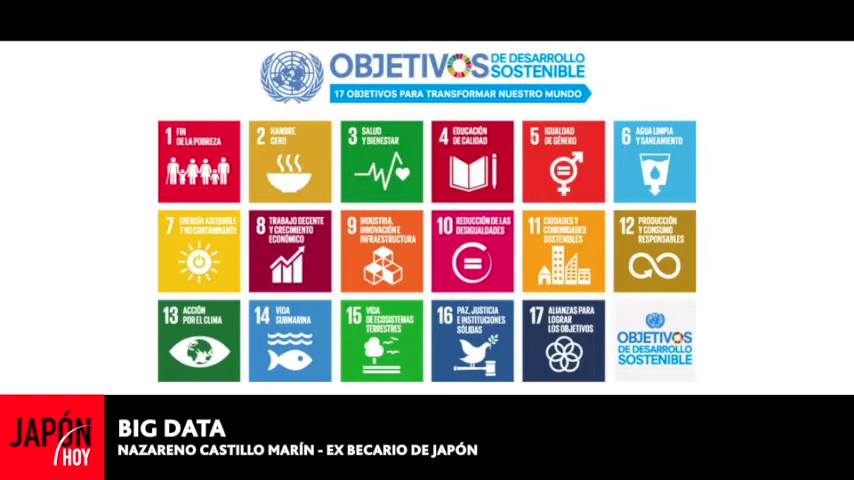 OBJETIVOS DE DESARROLLO
SOSTENIBLE
17 OBJETIVOS PARA TRANSFORMAR NUESTRO MUNDO
1 FIN
DE LA POBREZA
2 HAMBRE
CERO
3 SALUD
Y BIENESTAR
4 EDUCACIÓN
DE CALIDAD
5 IGUALDAD
DE GÉNERO
6 AGUA LIMPIA
Y SANEAMIENTO
7 ENERGÍA ASEQUIBLE
Y NO CONTAMINANTE
8 TRABAJO DECENTE
Y CRECIMIENTO
ECONÓMICO
9 INDUSTRIA,
INNOVACIÓN E
INFRAESTRUCTURA
10 REDUCCIÓN DE LAS
DESIGUALDADES
11 CIUDADES Y
COMUNIDADES
SOSTENIBLES
12 PRODUCCIÓN
Y CONSUMO
RESPONSABLES
13 ACCIÓN
POR EL CLIMA
14 VIDA
SUBMARINA
15 VIDA
DE ECOSISTEMAS
TERRESTRES
16 PAZ, JUSTICIA
E INSTITUCIONES
SÓLIDAS
17 ALIANZAS PARA
LOGRAR
LOS OBJETIVOS
OBJETIVOS
DE DESARROLLO
SOSTENIBLE
JAPÓN
HOY
BIG DATA
NAZARENO CASTILLO MARÍN - EX BECARIO DE JAPÓN